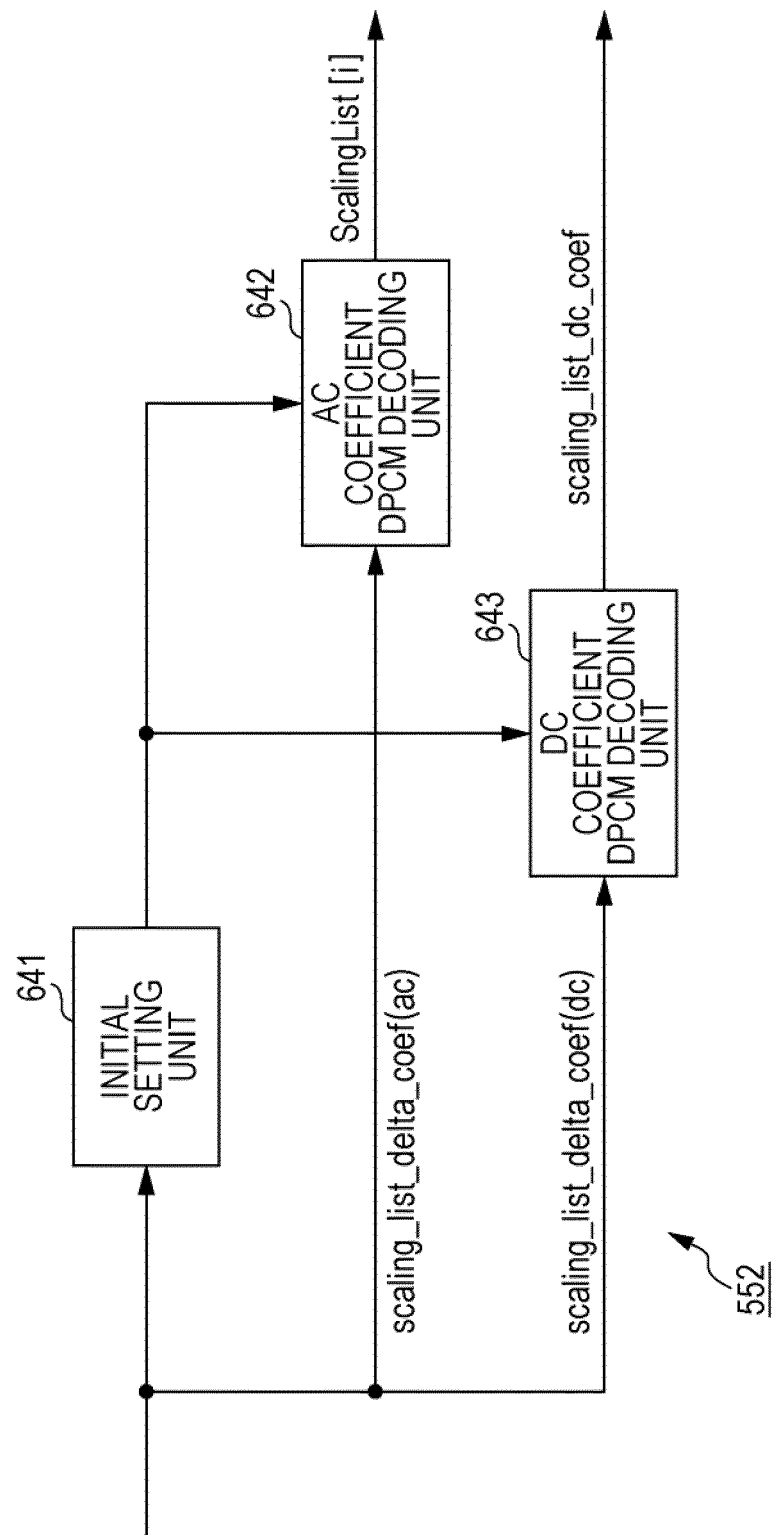 641
INITIAL
SETTING
UNIT
642
AC
COEFFICIENT
DPCM DECODING
UNIT
ScalingList [i]
scaling_list_delta_coef(ac)
643
DC
COEFFICIENT
DPCM DECODING
UNIT
scaling_list_dc_coef
scaling_list_delta_coef(dc)
552